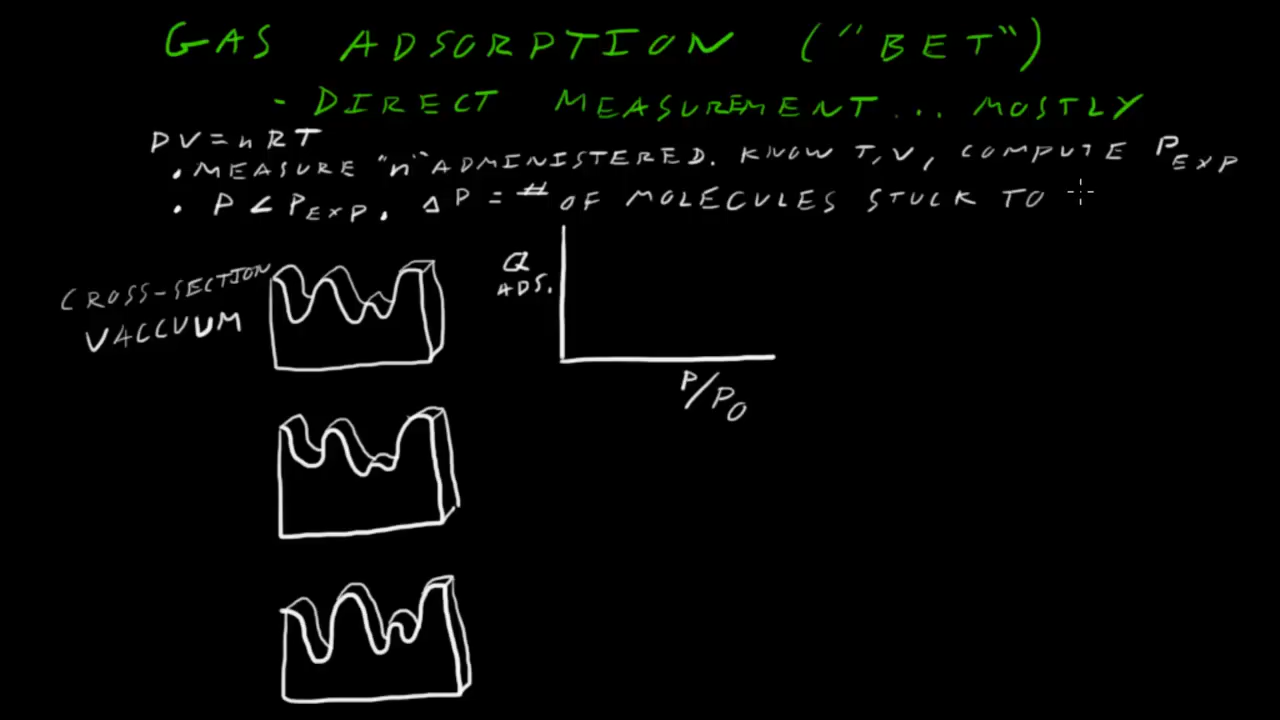 GAS ADSORPTION ("BET")
- DIRECT MEASUREMENT... MOSTLY
PV=nRT
• MEASURE "n" ADMINISTERED. KNOW T,V, COMPUTE PEXP
• P < PEXP. ΔP = # OF MOLECULES STUCK TO
CROSS-SECTION
VACCUUM
Q
ADS.
P/P0